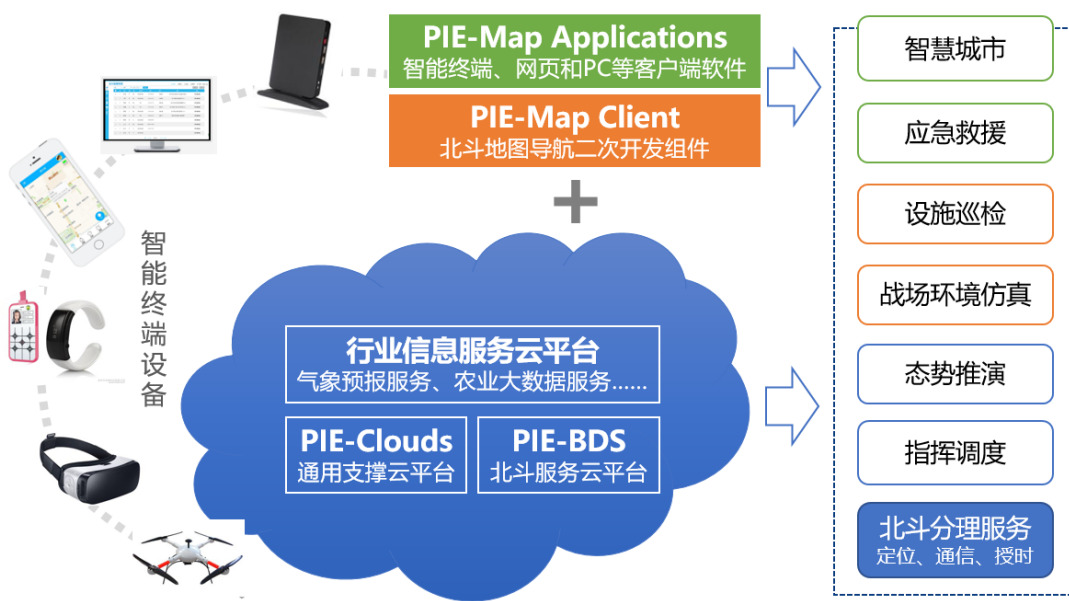 PIE-Map Applications
智能终端、网页和PC等客户端软件
PIE-Map Client
北斗地图导航二次开发组件
智能终端设备
行业信息服务云平台
气象预报服务、农业大数据服务......
PIE-Clouds
通用支撑云平台
PIE-BDS
北斗服务云平台
智慧城市
应急救援
设施巡检
战场环境仿真
态势推演
指挥调度
北斗分理服务
定位、通信、授时